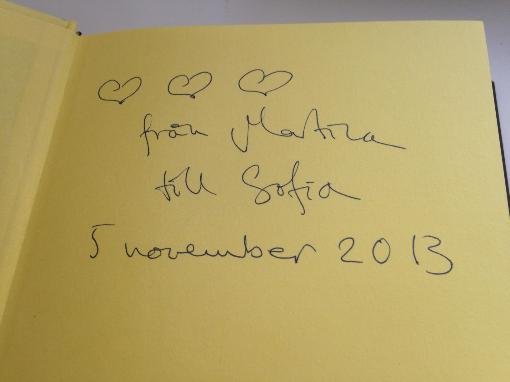 från Martina
till Sofia
5 november 2013